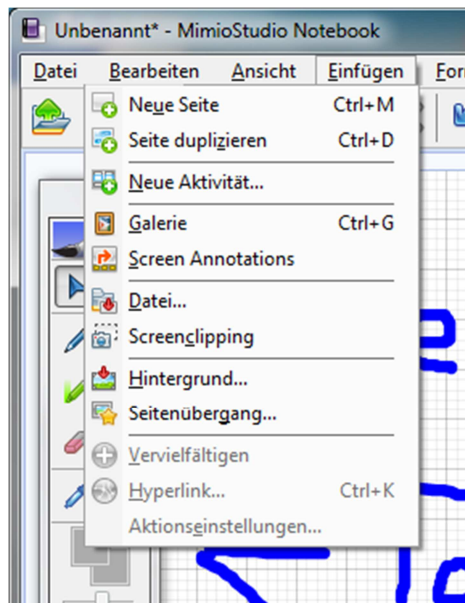 Unbenannt* - MimioStudio Notebook
Datei Bearbeiten Ansicht Einfügen
Neue Seite Ctrl+M
Seite duplizieren Ctrl+D
Neue Aktivität...
Galerie Ctrl+G
Screen Annotations
Datei...
Screenclipping
Hintergrund...
Seitenübergang...
Vervielfältigen
Hyperlink... Ctrl+K
Aktionseinstellungen...